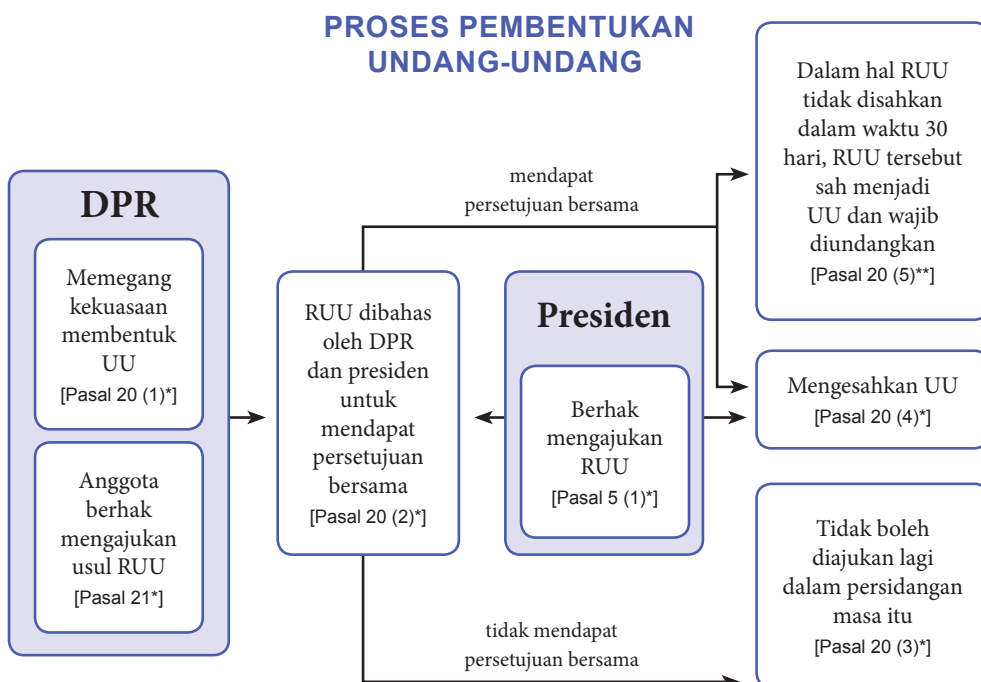 PROSES PEMBENTUKAN
UNDANG-UNDANG
DPR
Memegang
kekuasaan
membentuk
UU
[Pasal 20 (1)*]
Anggota
berhak
mengajukan
usul RUU
[Pasal 21*]
mendapat
persetujuan bersama
RUU dibahas
oleh DPR
dan presiden
untuk
mendapat
persetujuan
bersama
[Pasal 20 (2)*]
tidak mendapat
persetujuan bersama
Presiden
Berhak
mengajukan
RUU
[Pasal 5 (1)*]
Dalam hal RUU
tidak disahkan
dalam waktu 30
hari, RUU tersebut
sah menjadi
UU dan wajib
diundangkan
[Pasal 20 (5)**]
Mengesahkan UU
[Pasal 20 (4)*]
Tidak boleh
diajukan lagi
dalam persidangan
masa itu
[Pasal 20 (3)*]